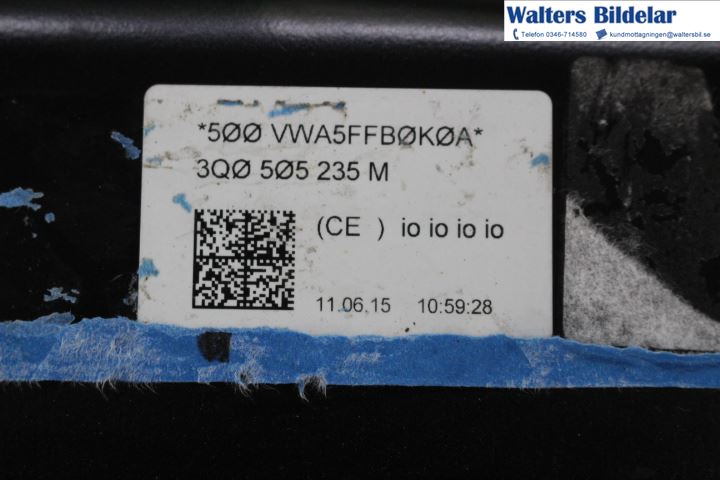 Walters Bildelar
Telefon 0346-714580 kundmottagningen@waltersbil.se
*5ØØ VWA5FFBØKØA*
3QØ 5Ø5 235 M
(CE ) io io io io
11.06.15 10:59:28